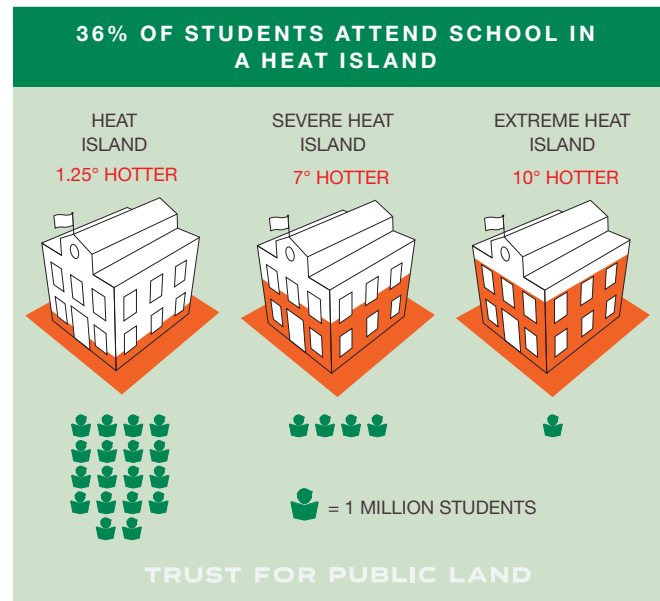 36% OF STUDENTS ATTEND SCHOOL IN
A HEAT ISLAND
HEAT
ISLAND
1.25° HOTTER
SEVERE HEAT
ISLAND
7° HOTTER
EXTREME HEAT
ISLAND
10° HOTTER
= 1 MILLION STUDENTS
TRUST FOR PUBLIC LAND